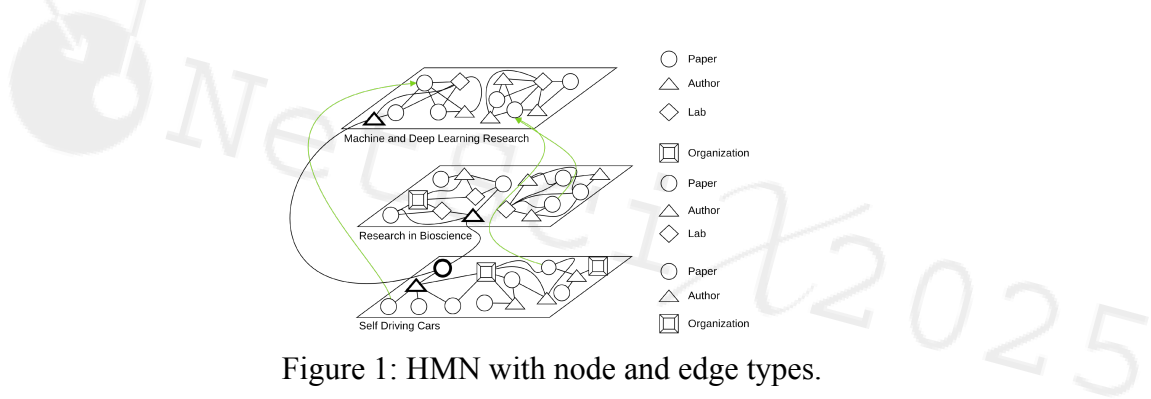 Paper
Author
Lab
Machine and Deep Learning Research
Organization
Paper
Author
Lab
Research in Bioscience
Paper
Author
Organization
Self Driving Cars
Figure 1: HMN with node and edge types.
NetSciX2025